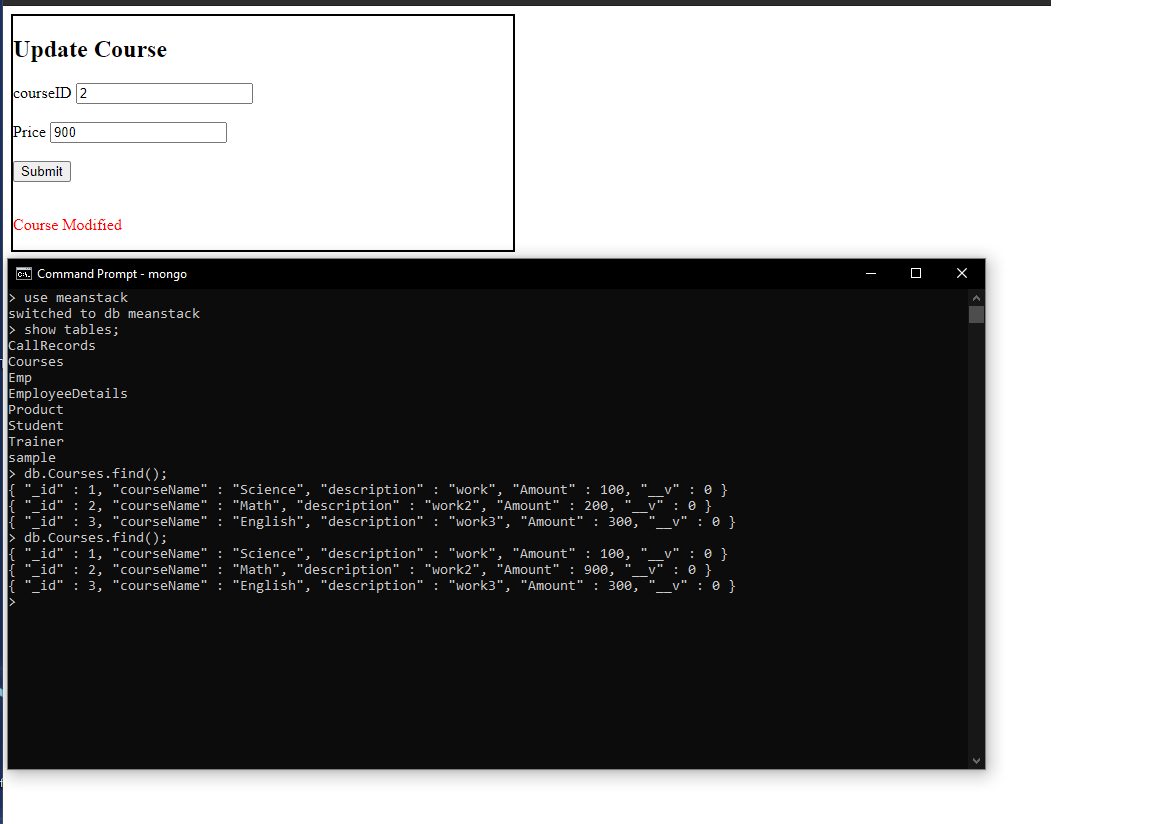 Update Course
courseID 2
Price 900
Submit
Course Modified
Command Prompt - mongo
> use meanstack
switched to db meanstack
> show tables;
CallRecords
Courses
Emp
EmployeeDetails
Product
Student
Trainer
sample
> db.Courses.find();
{ "_id" : 1, "courseName" : "Science", "description" : "work", "Amount" : 100, "__v" : 0 }
{ "_id" : 2, "courseName" : "Math", "description" : "work2", "Amount" : 200, "__v" : 0 }
{ "_id" : 3, "courseName" : "English", "description" : "work3", "Amount" : 300, "__v" : 0 }
> db.Courses.find();
{ "_id" : 1, "courseName" : "Science", "description" : "work", "Amount" : 100, "__v" : 0 }
{ "_id" : 2, "courseName" : "Math", "description" : "work2", "Amount" : 900, "__v" : 0 }
{ "_id" : 3, "courseName" : "English", "description" : "work3", "Amount" : 300, "__v" : 0 }
>